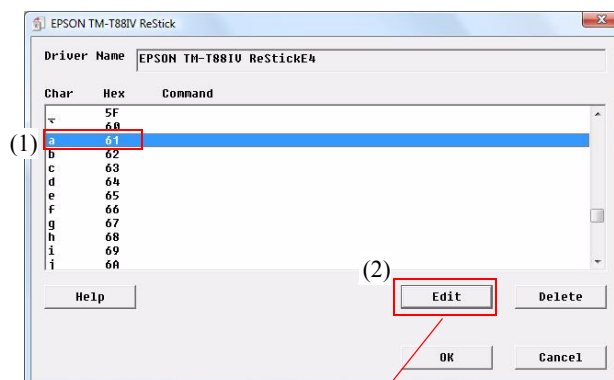 EPSON TM-T88IV ReStick
Driver Name EPSON TM-T88IV ReStickE4
Char Hex Command
_ 5F
` 60
(1) a 61
b 62
c 63
d 64
e 65
f 66
g 67
h 68
i 69
j 6A
(2)
Help Edit Delete
OK Cancel